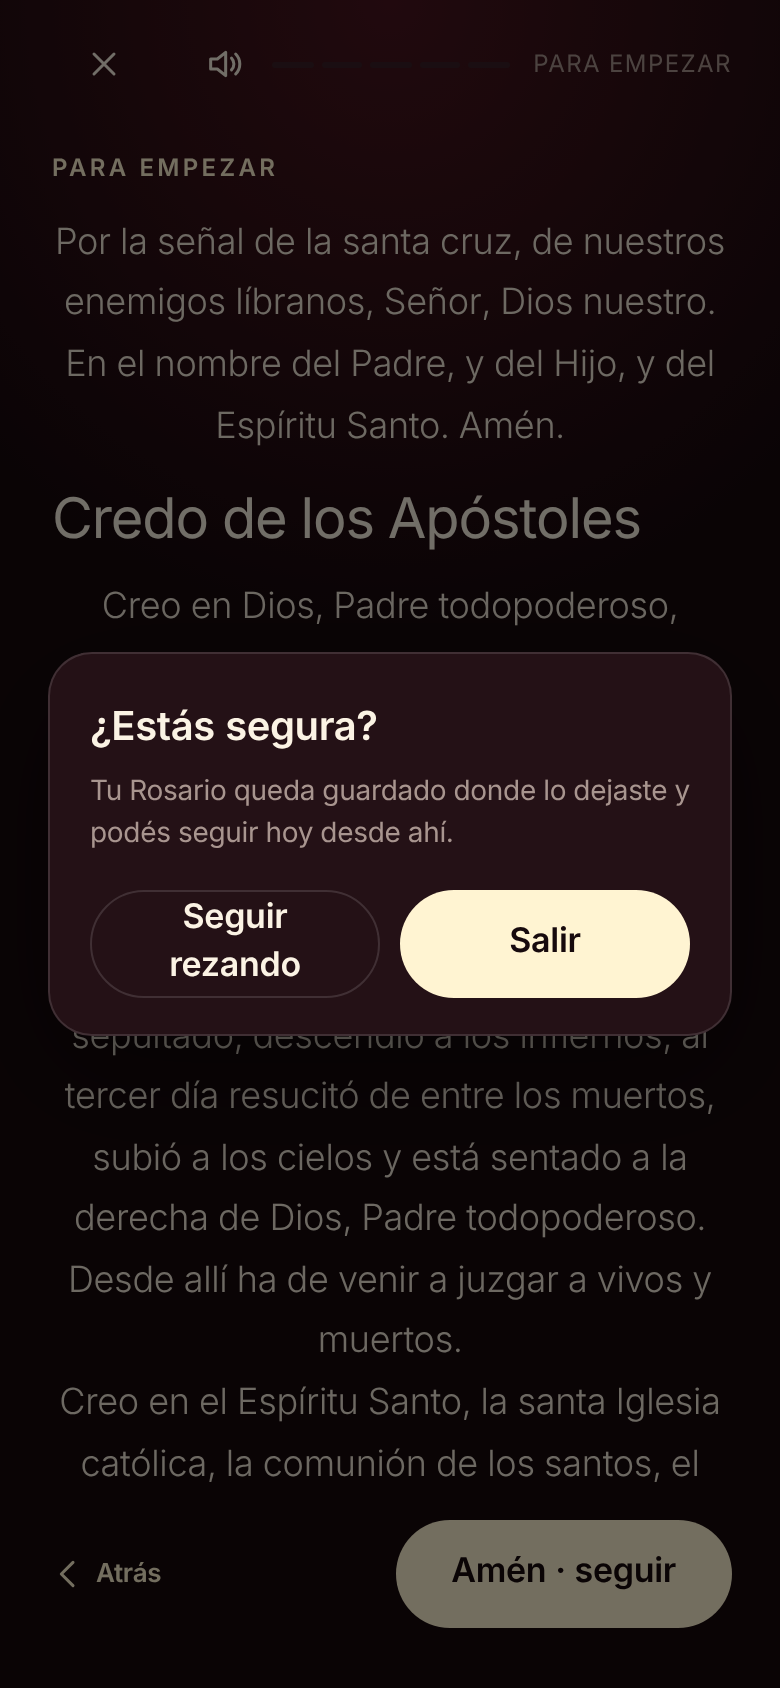 PARA EMPEZAR
PARA EMPEZAR
Por la señal de la santa cruz, de nuestros
enemigos líbranos, Señor, Dios nuestro.
En el nombre del Padre, y del Hijo, y del
Espíritu Santo. Amén.
Credo de los Apóstoles
Creo en Dios, Padre todopoderoso,
¿Estás segura?
Tu Rosario queda guardado donde lo dejaste y
podés seguir hoy desde ahí.
Seguir
rezando
Salir
sepultado, descendió a los infiernos, al
tercer día resucitó de entre los muertos,
subió a los cielos y está sentado a la
derecha de Dios, Padre todopoderoso.
Desde allí ha de venir a juzgar a vivos y
muertos.
Creo en el Espíritu Santo, la santa Iglesia
católica, la comunión de los santos, el
Atrás
Amén · seguir